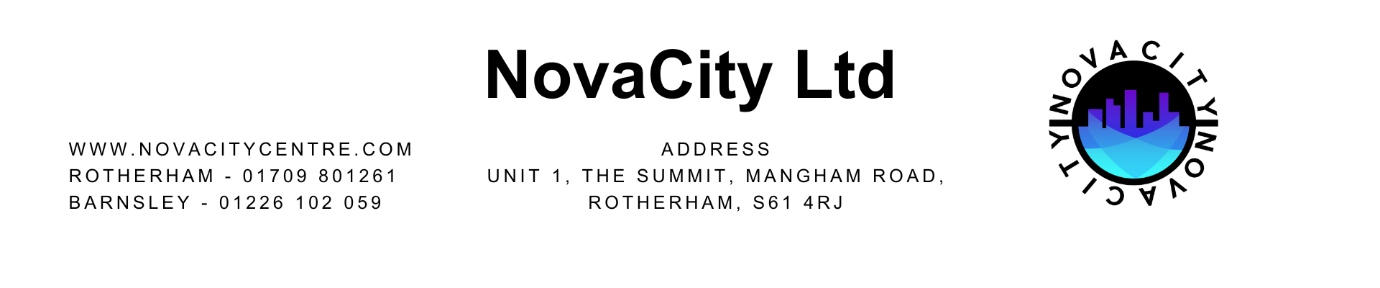 NovaCity Ltd
WWW.NOVACITYCENTRE.COM
ROTHERHAM - 01709 801261
BARNSLEY - 01226 102 059
ADDRESS
UNIT 1, THE SUMMIT, MANGHAM ROAD,
ROTHERHAM, S61 4RJ
NOVACITY
NOVACITY